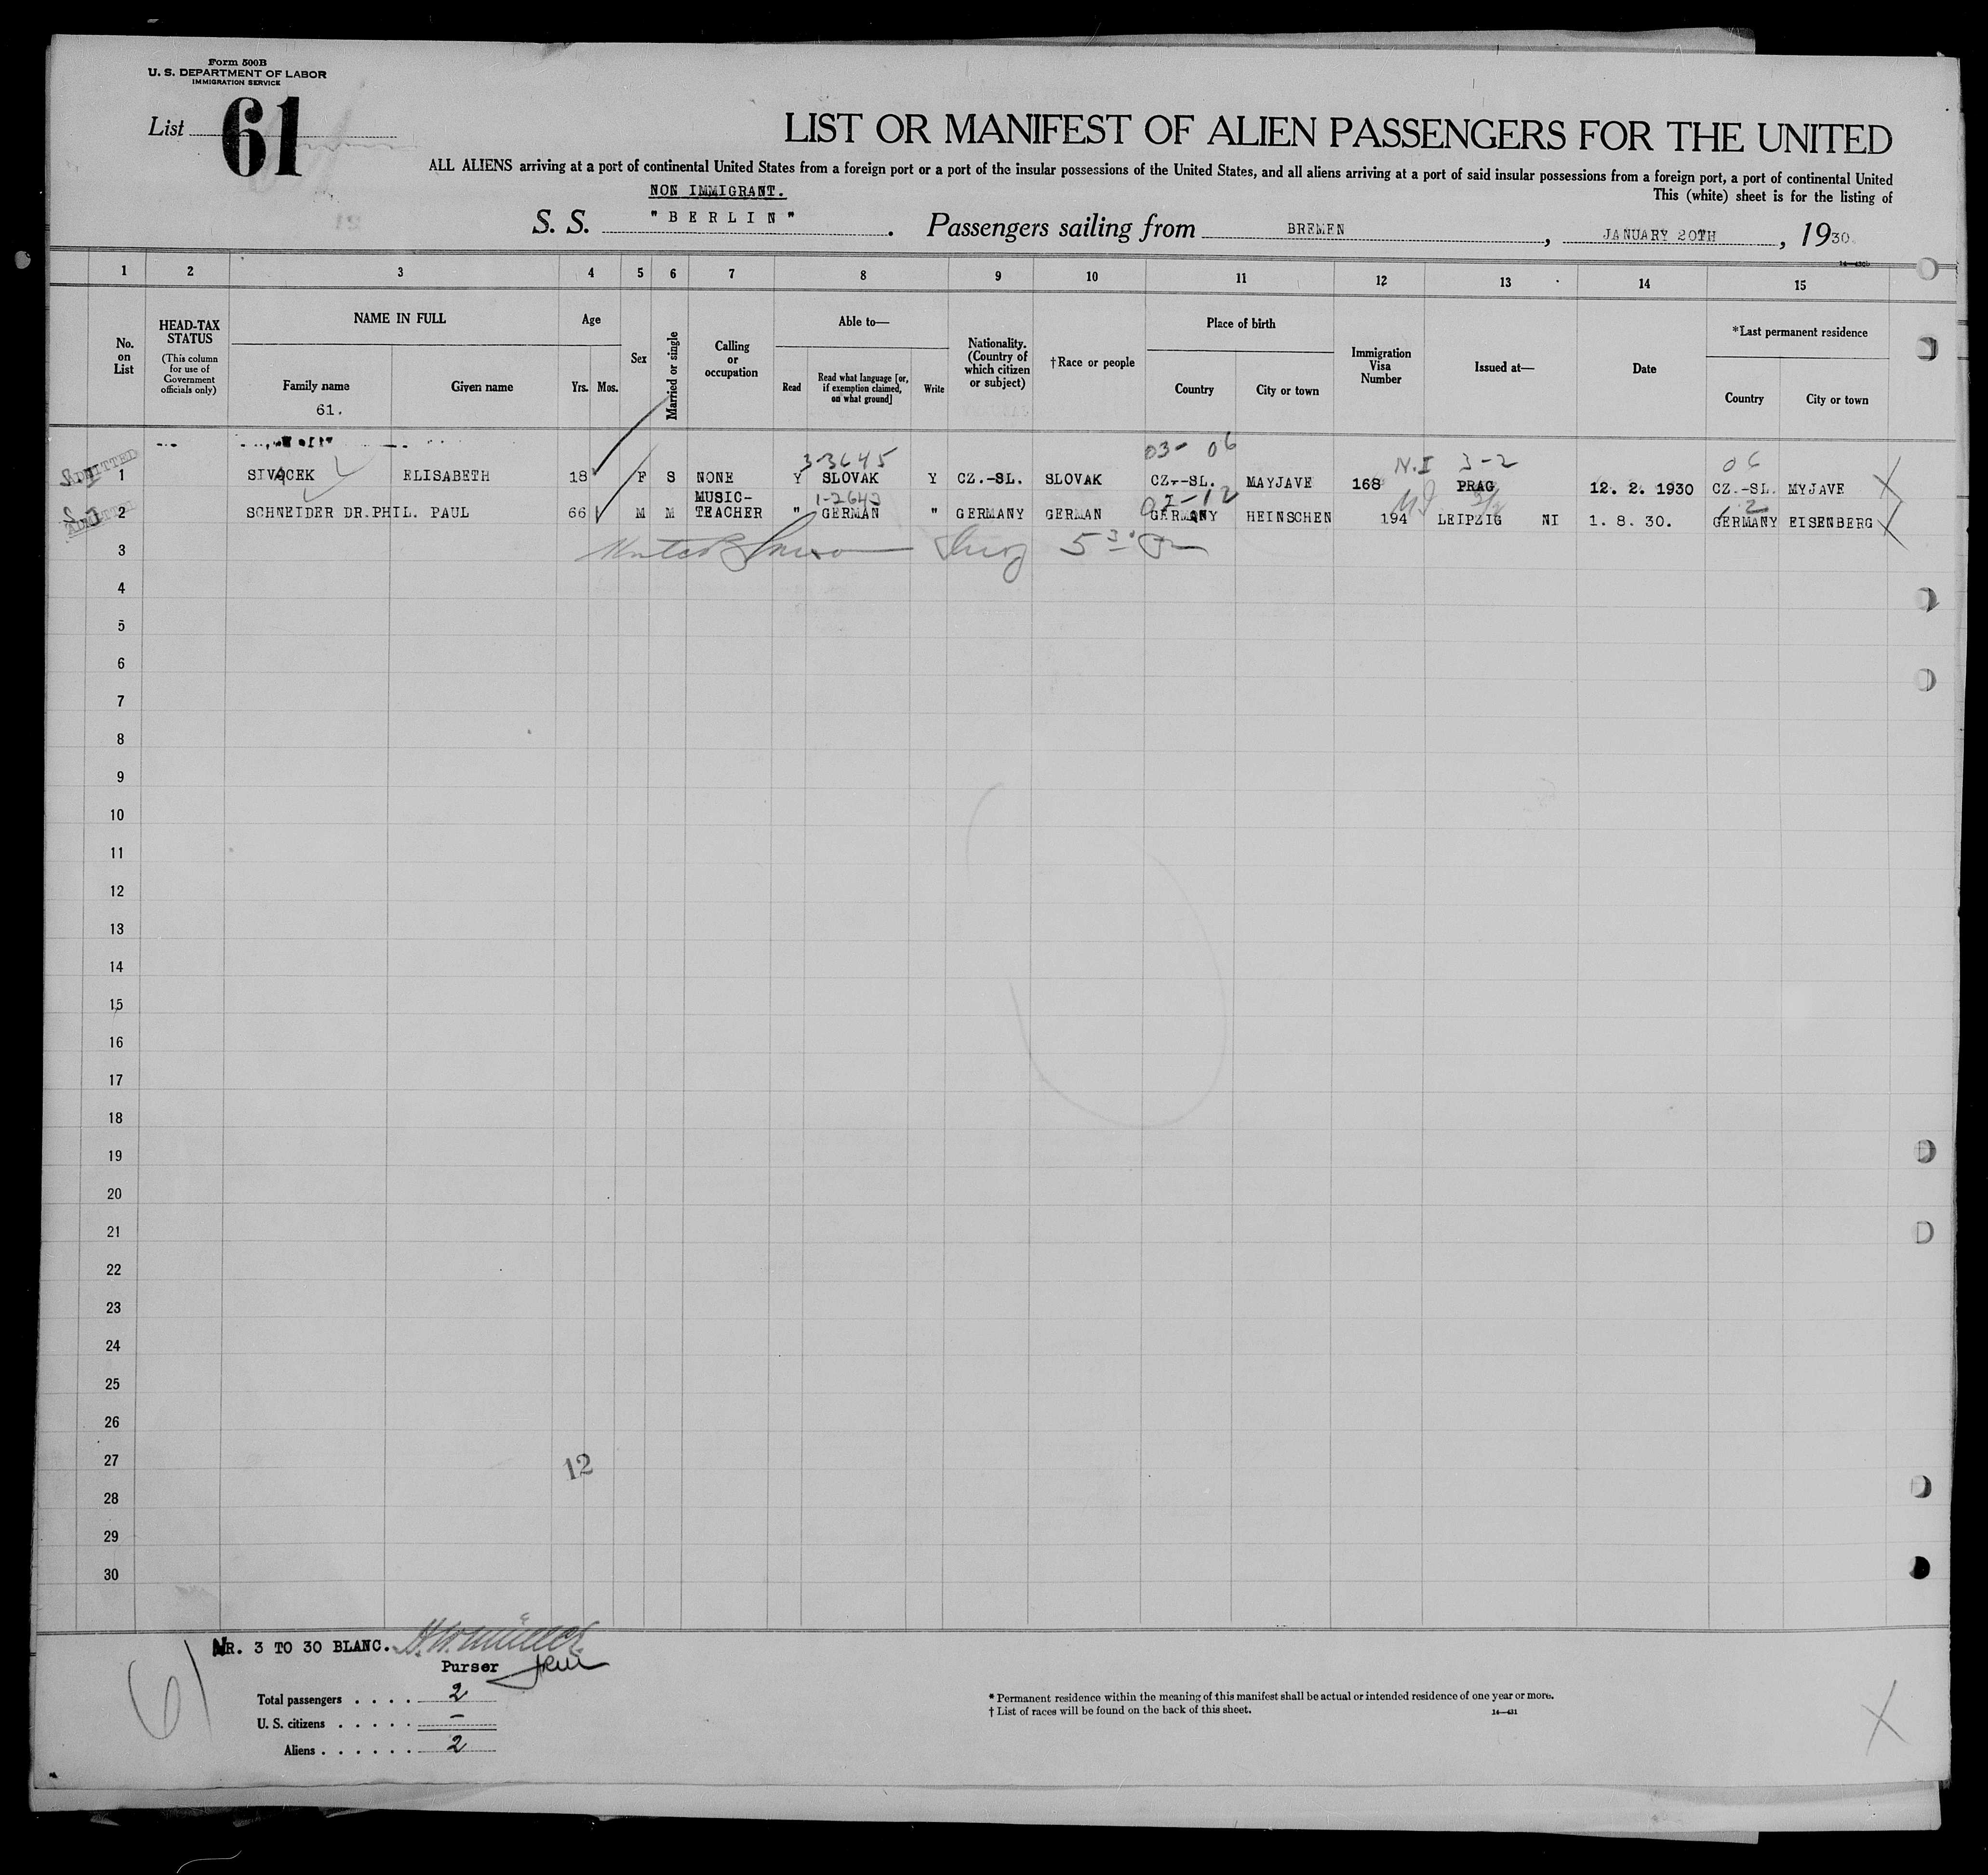 Form 500B
U. S. DEPARTMENT OF LABOR
IMMIGRATION SERVICE
List 61
LIST OR MANIFEST OF ALIEN PASSENGERS FOR THE UNITED
ALL ALIENS arriving at a port of continental United States from a foreign port or a port of the insular possessions of the United States, and all aliens arriving at a port of said insular possessions from a foreign port, a port of continental United
This (white) sheet is for the listing of
NON IMMIGRANT.
S. S. "BERLIN". Passengers sailing from BREMEN, JANUARY 20TH, 1930.
1 2 3 4 5 6 7 8 9 10 11 12 13 14 15
No. on List
HEAD-TAX STATUS (This column for use of Government officials only)
NAME IN FULL
Family name
Given name
61.
Age
Yrs. Mos.
Sex
Married or single
Calling or occupation
Able to—
Read
Read what language [or, if exemption claimed, on what ground]
Write
Nationality. (Country of which citizen or subject)
†Race or people
Place of birth
Country
City or town
Immigration Visa Number
Issued at—
Date
*Last permanent residence
Country
City or town
3-3645 03- 06 N.I 3-2 06
ADMITTED 1 SIVACEK ELISABETH 18 F S NONE Y SLOVAK Y CZ.-SL. SLOVAK CZ.-SL. MAYJAVE 168 PRAG 12. 2. 1930 CZ.-SL. MYJAVE
MUSIC- 1-2642
ADMITTED 2 SCHNEIDER DR.PHIL. PAUL 66 M M TEACHER " GERMAN " GERMANY GERMAN GERMANY HEINSCHEN 194 LEIPZIG NI 1. 8. 30. GERMANY EISENBERG
3
4
5
6
7
8
9
10
11
12
13
14
15
16
17
18
19
20
21
22
23
24
25
26
27
12
28
29
30
NR. 3 TO 30 BLANC.
Purser
61
Total passengers . . . . 2
U. S. citizens . . . . . –
Aliens . . . . . . 2
* Permanent residence within the meaning of this manifest shall be actual or intended residence of one year or more.
† List of races will be found on the back of this sheet.
14—431